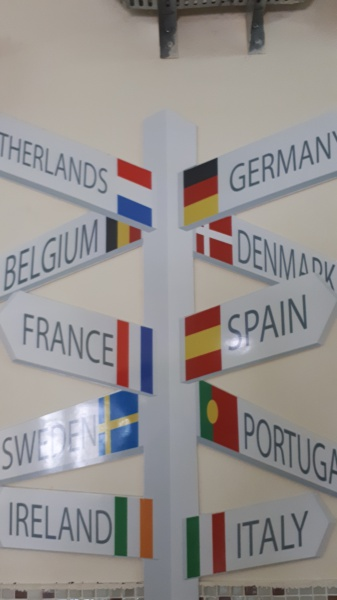 THERLANDS
GERMANY
BELGIUM
DENMARK
FRANCE
SPAIN
SWEDEN
PORTUGA
IRELAND
ITALY